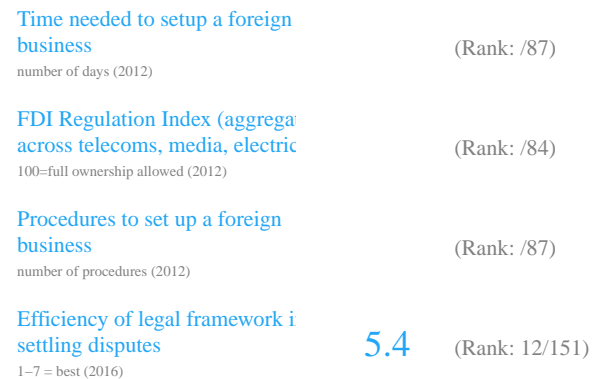 Time needed to setup a foreign
business
(Rank: /87)
number of days (2012)
FDI Regulation Index (aggregat
across telecoms, media, electric
(Rank: /84)
100=full ownership allowed (2012)
Procedures to set up a foreign
business
(Rank: /87)
number of procedures (2012)
Efficiency of legal framework i
settling disputes
5.4 (Rank: 12/151)
1–7 = best (2016)